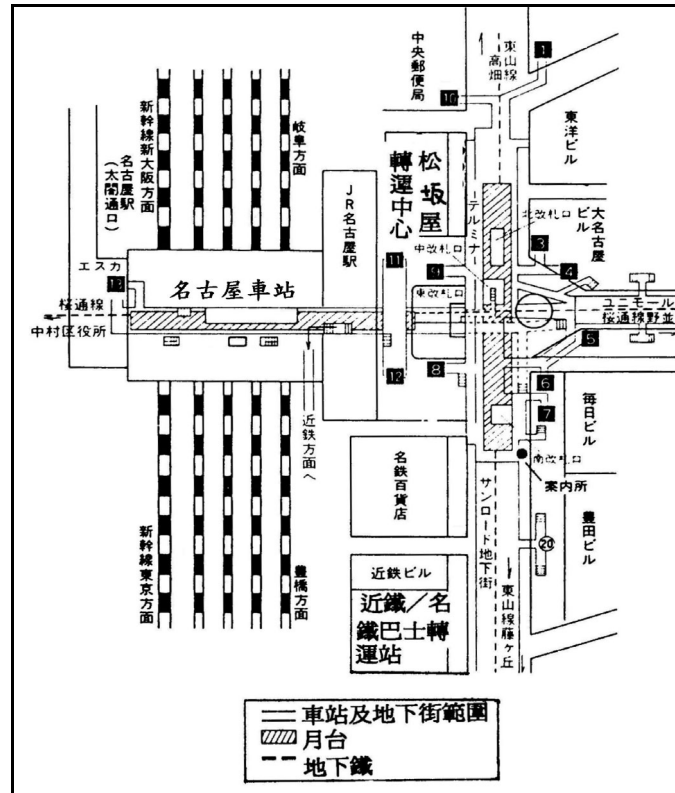 中央郵便局
東山線
高畑
1
10
東洋ビル
新幹線新大阪方面
名古屋駅
(太閤通口)
岐阜方面
JR名古屋駅
松坂屋
轉運中心
テルミナ
北改札口
大名古屋
ビル
中改札口
3
4
エスカ
13
名古屋車站
11
9
東改札口
ユニモール
桜通線
桜通線野並
中村区役所
5
8
12
6
7
近鉄方面へ
毎日ビル
名鉄百貨店
南改札口
案内所
サンロード地下街
豊田ビル
20
新幹線東京方面
豊橋方面
近鉄ビル
近鐵/名
鐵巴士轉
運站
東山線藤ヶ丘
車站及地下街範圍
月台
地下鐵